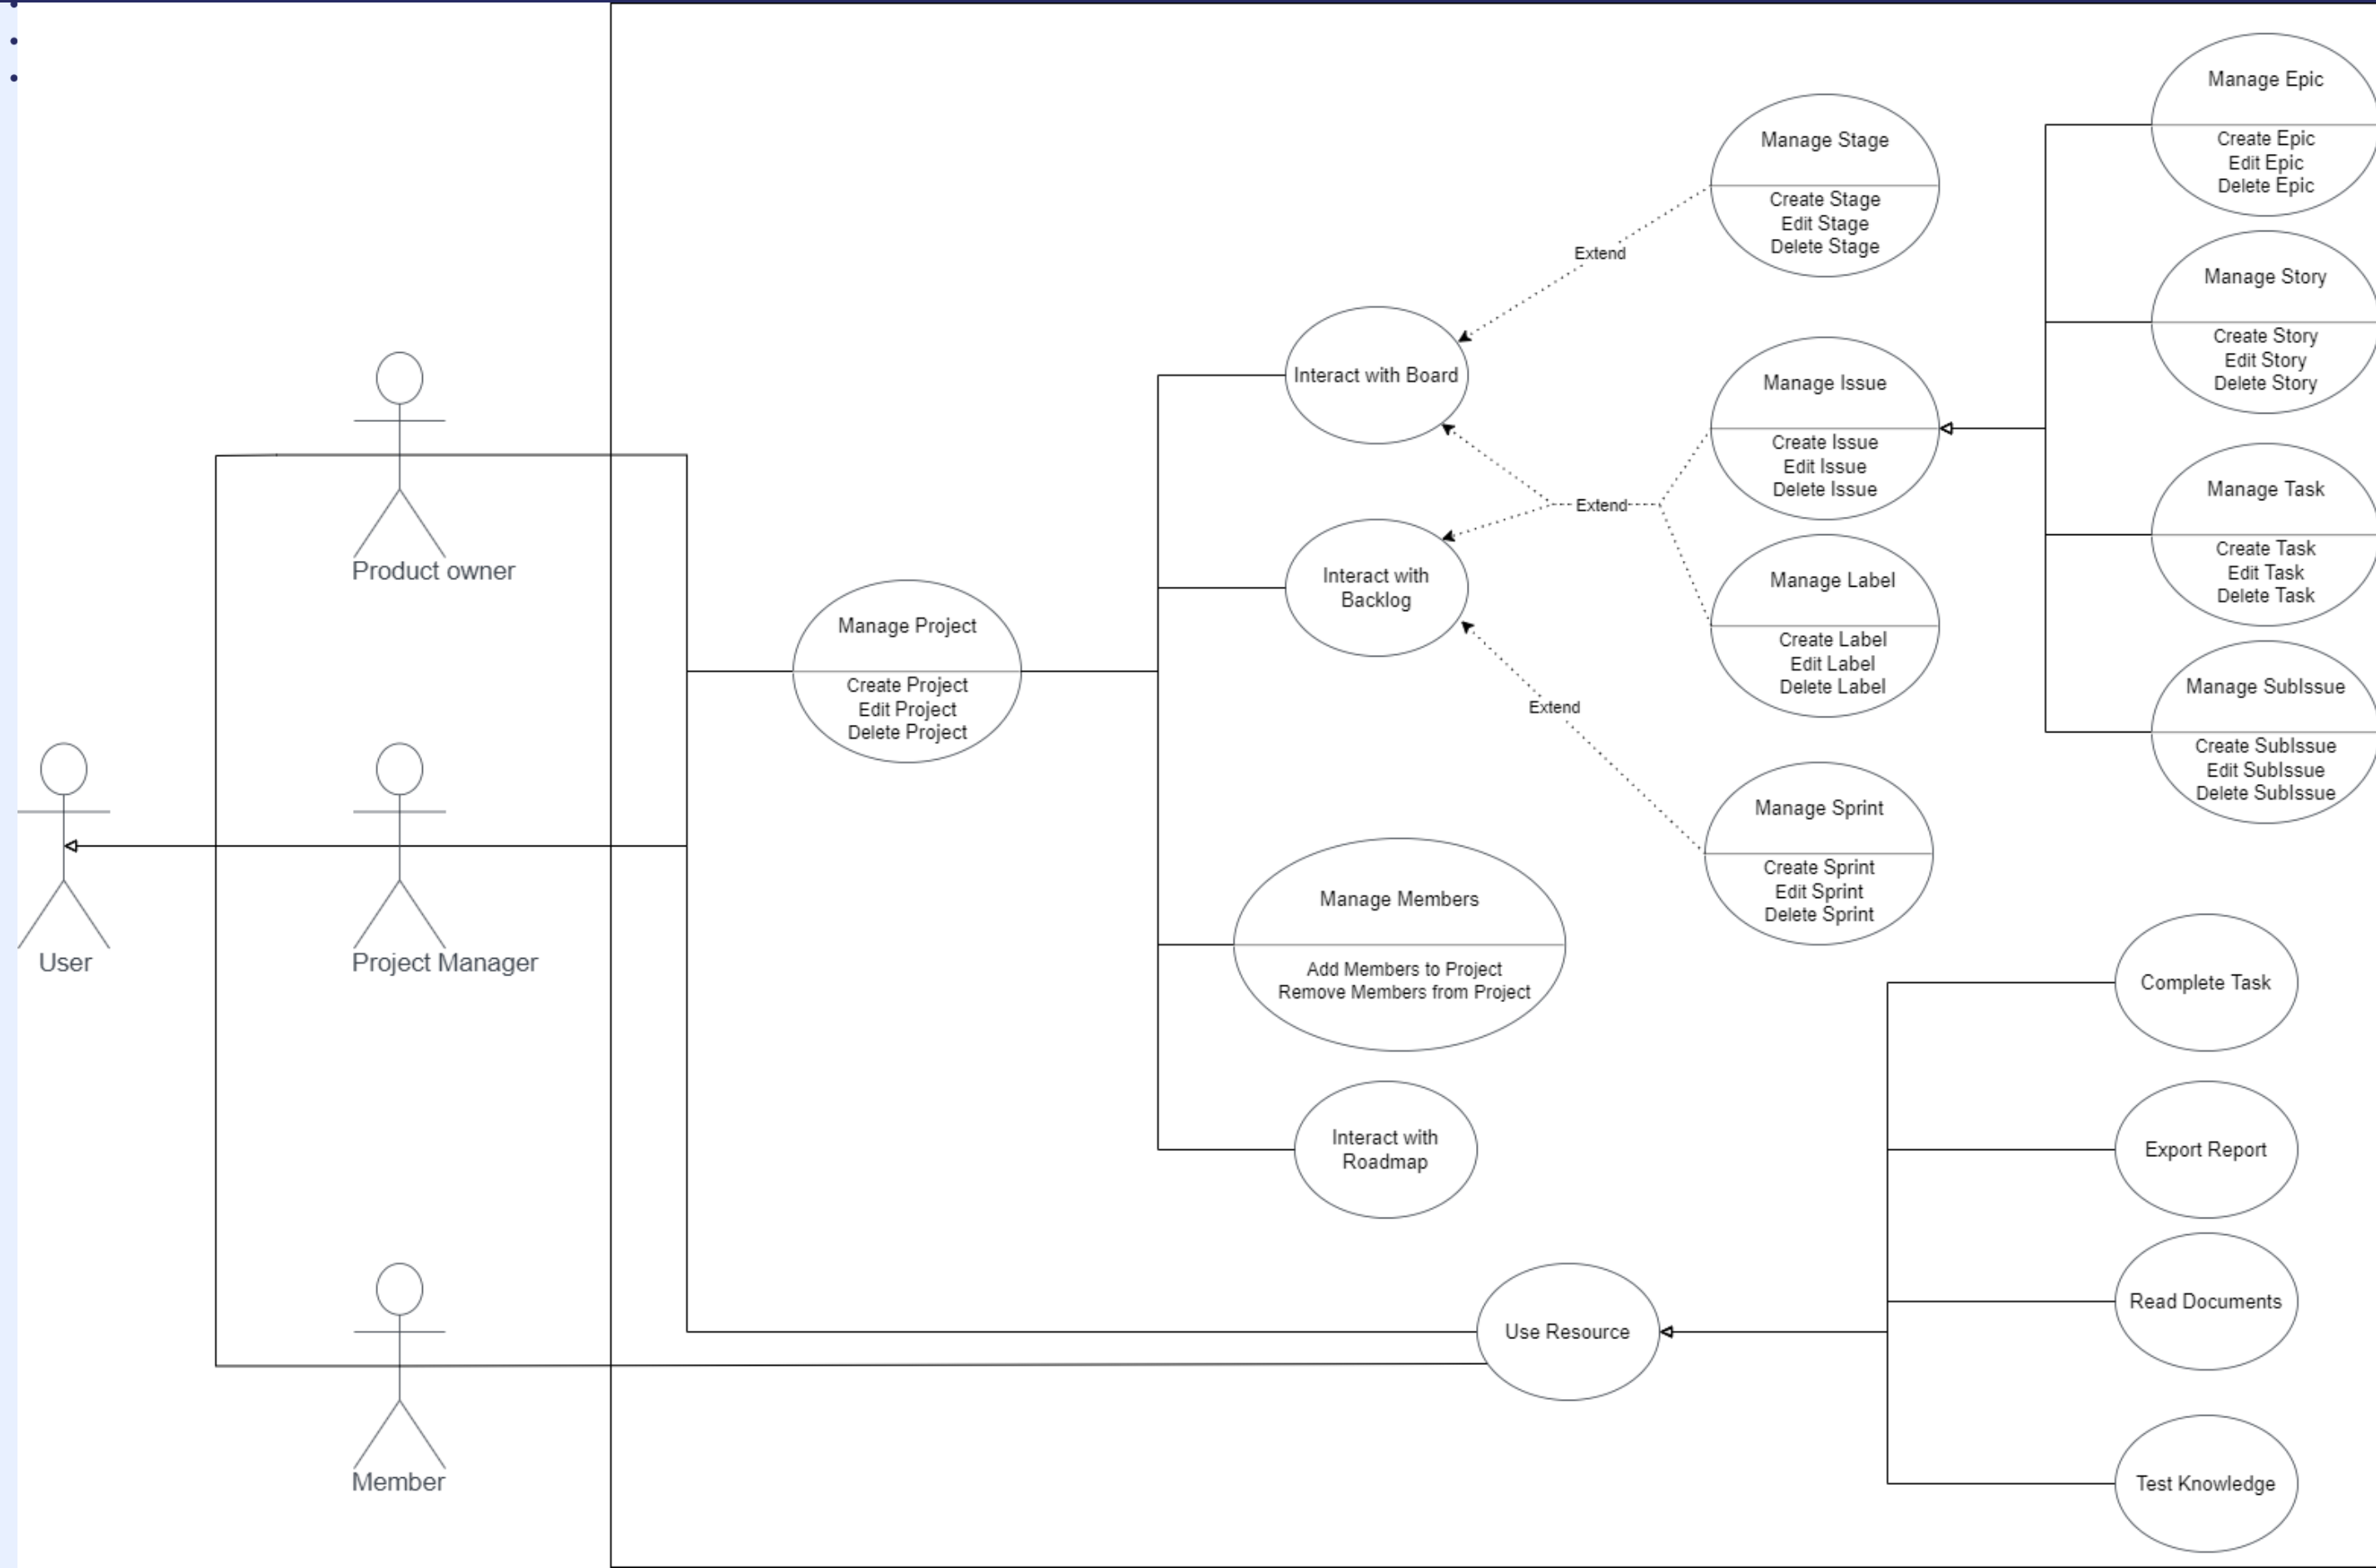 Manage Epic
Create Epic
Edit Epic
Delete Epic
Manage Stage
Create Stage
Edit Stage
Delete Stage
Extend
Manage Story
Create Story
Edit Story
Delete Story
Interact with Board
Manage Issue
Create Issue
Edit Issue
Delete Issue
Extend
Product owner
Manage Task
Create Task
Edit Task
Delete Task
Interact with
Backlog
Manage Label
Create Label
Edit Label
Delete Label
Manage Project
Create Project
Edit Project
Delete Project
Manage SubIssue
Create SubIssue
Edit SubIssue
Delete SubIssue
Extend
Manage Sprint
Create Sprint
Edit Sprint
Delete Sprint
Manage Members
Add Members to Project
Remove Members from Project
User
Project Manager
Complete Task
Interact with
Roadmap
Export Report
Read Documents
Use Resource
Member
Test Knowledge